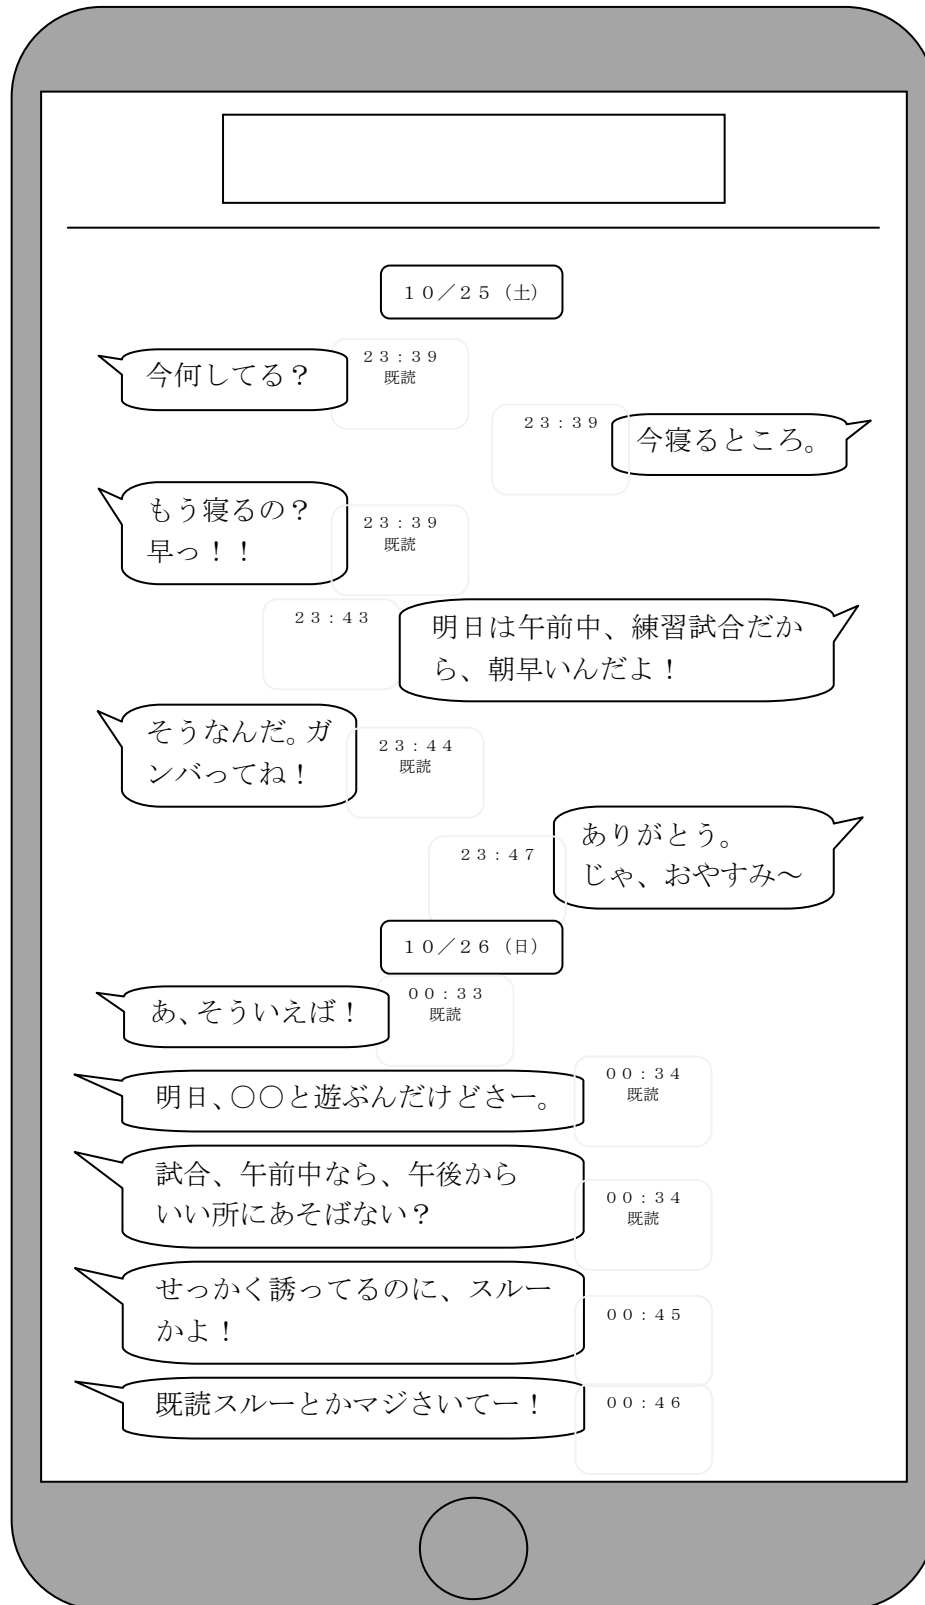 10/25(土)
今何してる?
23:39
既読
23:39
今寝るところ。
もう寝るの?
早っ!!
23:39
既読
23:43
明日は午前中、練習試合だか
ら、朝早いんだよ!
そうなんだ。ガ
ンバってね!
23:44
既読
23:47
ありがとう。
じゃ、おやすみ~
10/26(日)
あ、そういえば!
00:33
既読
明日、○○と遊ぶんだけどさー。
00:34
既読
試合、午前中なら、午後から
いい所にあそばない?
00:34
既読
せっかく誘ってるのに、スルー
かよ!
00:45
既読スルーとかマジさいてー!
00:46